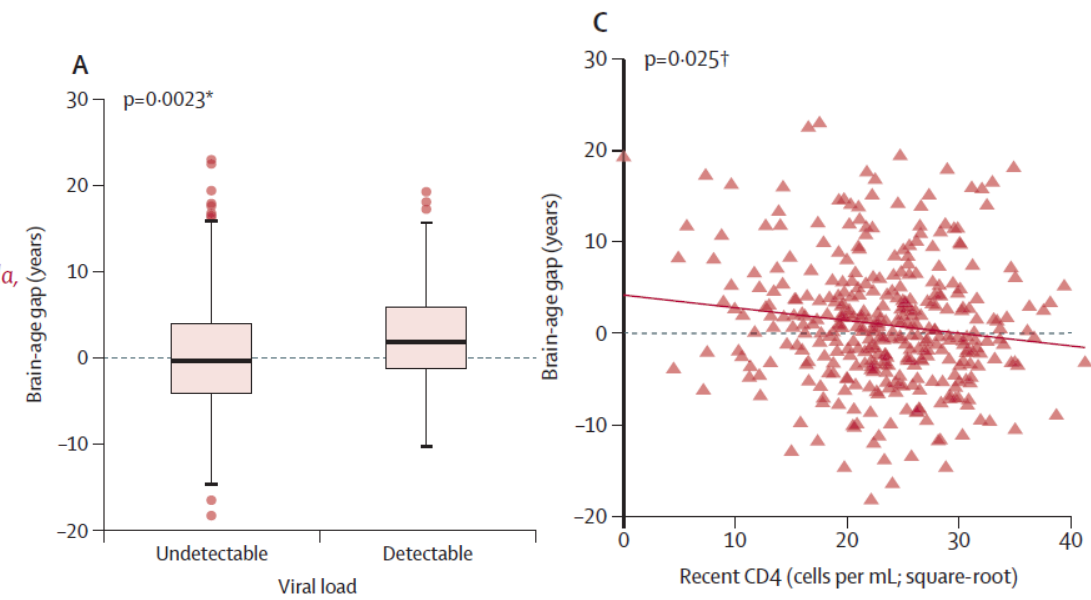 A
p=0·0023*
30
20
10
0
–10
–20
Brain-age gap (years)
Undetectable
Detectable
Viral load
la,
C
p=0·025†
30
20
10
0
–10
–20
Brain-age gap (years)
0
10
20
30
40
Recent CD4 (cells per mL; square-root)